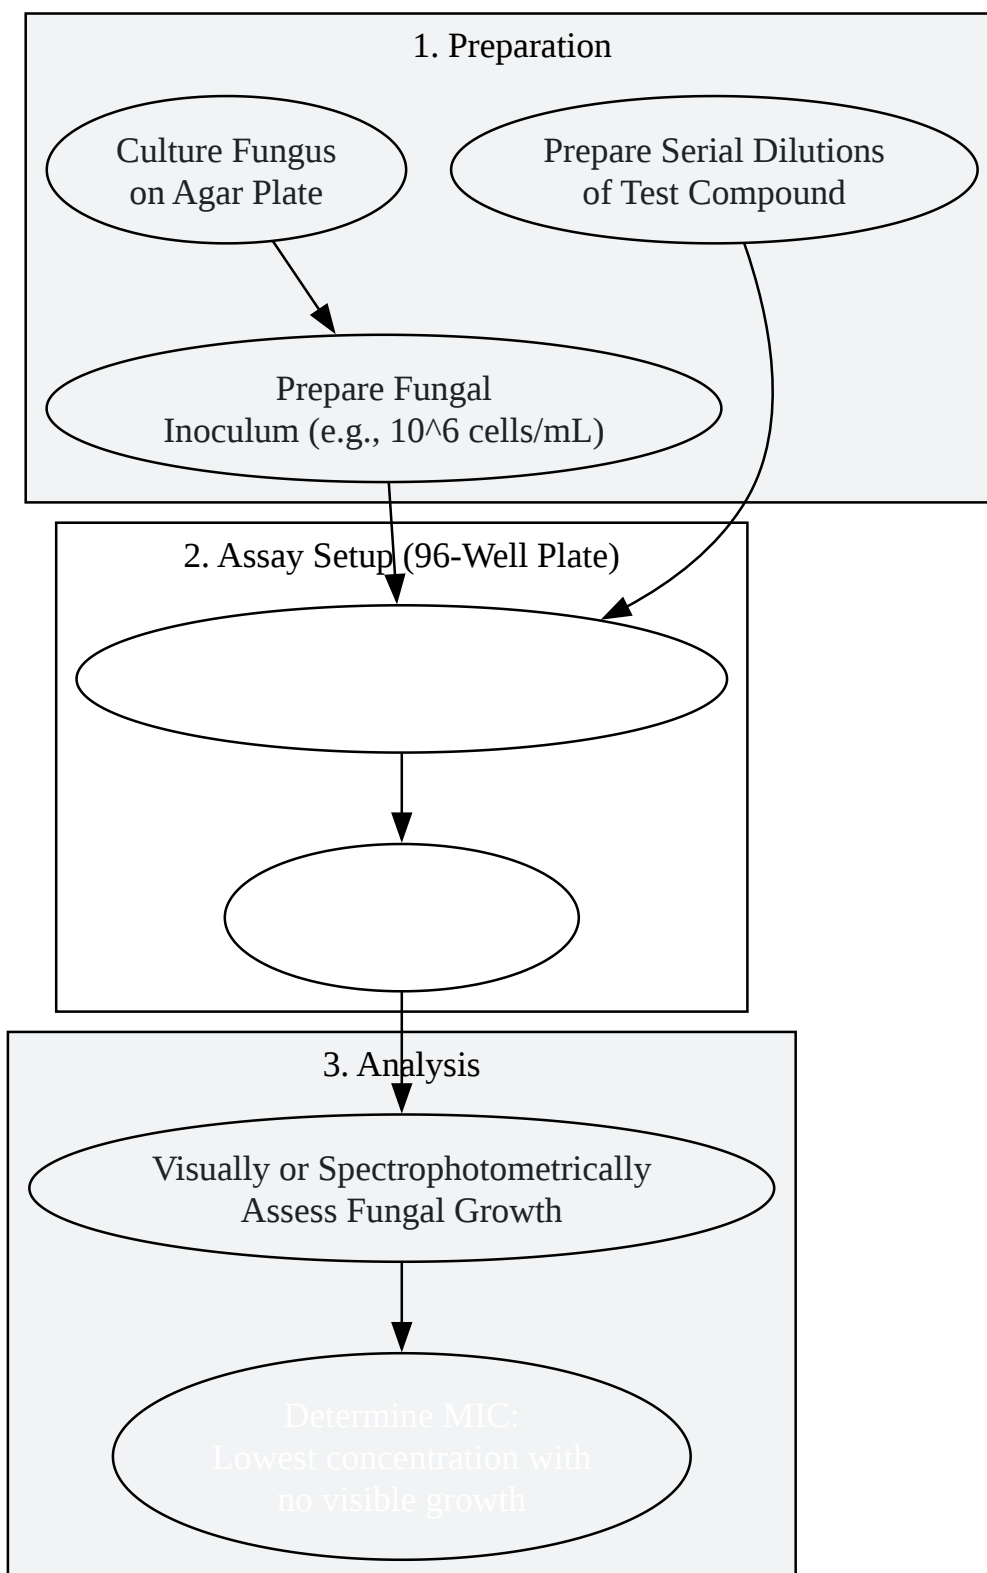 1. Preparation
Culture Fungus
on Agar Plate
Prepare Serial Dilutions
of Test Compound
Prepare Fungal
Inoculum (e.g., 10^6 cells/mL)
2. Assay Setup (96-Well Plate)
3. Analysis
Visually or Spectrophotometrically
Assess Fungal Growth
Determine MIC:
Lowest concentration with
no visible growth